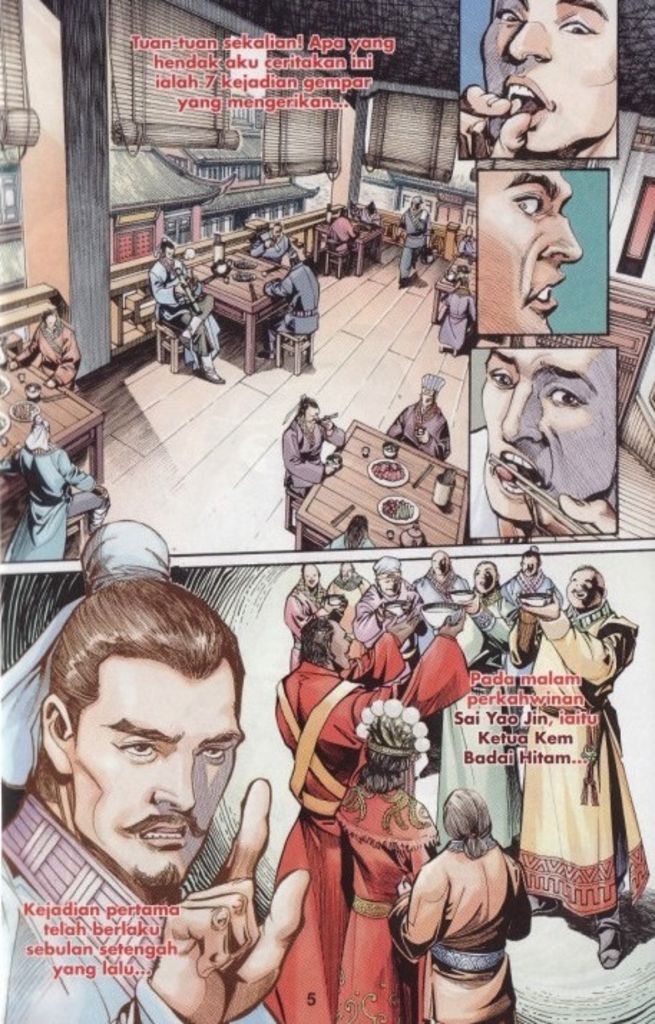 Tuan-tuan sekalian! Apa yang
hendak aku ceritakan ini
ialah 7 kejadian gempar
yang mengerikan...
Pada malam
perkahwinan
Sai Yao Jin, iaitu
Ketua Kem
Badai Hitam...
Kejadian pertama
telah berlaku
sebulan setengah
yang lalu...
5